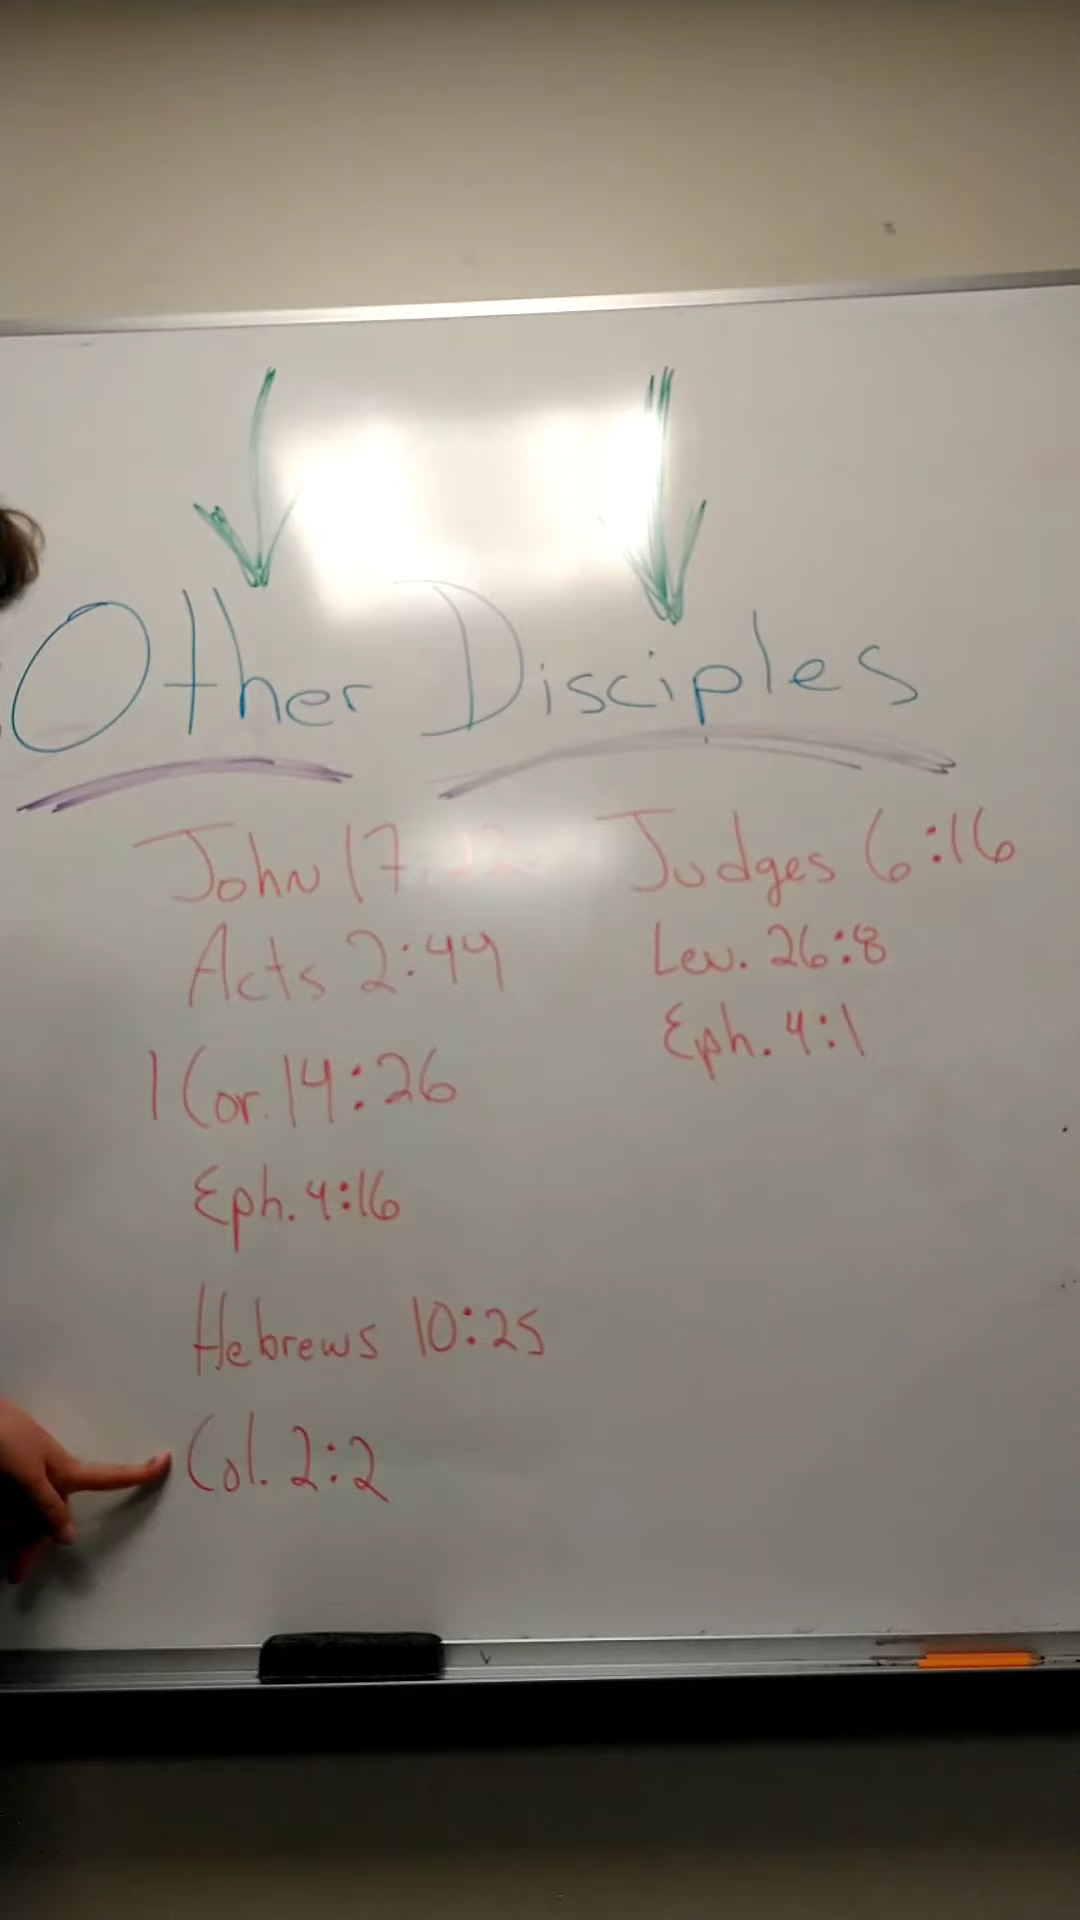 Other Disciples
John 17:22
Acts 2:44
1 Cor. 14:26
Eph. 4:16
Hebrews 10:25
Col. 2:2
Judges 6:16
Lev. 26:8
Eph. 4:1